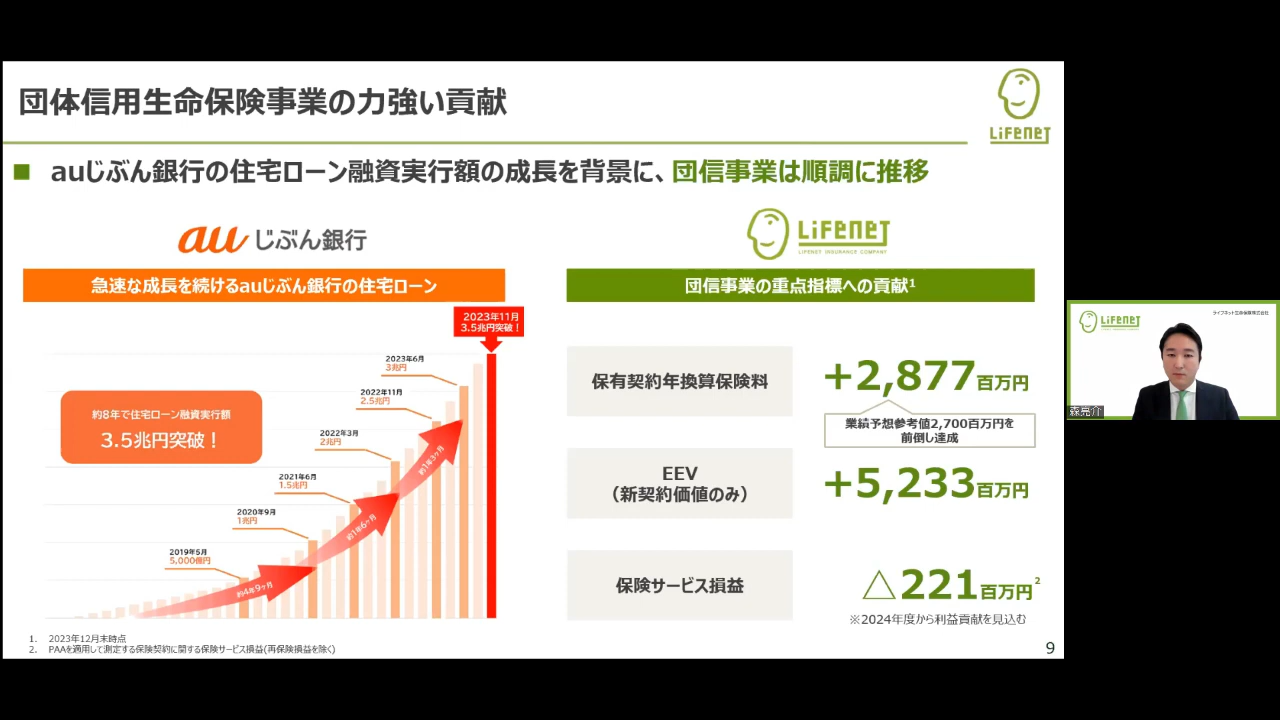 団体信用生命保険事業の力強い貢献
LIFENET
■ auじぶん銀行の住宅ローン融資実行額の成長を背景に、団信事業は順調に推移
au じぶん銀行
急速な成長を続けるauじぶん銀行の住宅ローン
2023年11月
3.5兆円突破！
2023年6月
3兆円
2022年11月
2.5兆円
約8年で住宅ローン融資実行額
3.5兆円突破！
2022年3月
2兆円
2021年6月
1.5兆円
2020年9月
1兆円
2019年5月
5,000億円
約4年9ヶ月
約1年6ヶ月
約1年3ヶ月
LIFENET
LIFENET INSURANCE COMPANY
団信事業の重点指標への貢献1
保有契約年換算保険料
+2,877百万円
業績予想参考値2,700百万円を
前倒し達成
EEV
（新契約価値のみ）
+5,233百万円
保険サービス損益
△221百万円2
※2024年度から利益貢献を見込む
1. 2023年12月末時点
2. PAAを適用して測定する保険契約に関する保険サービス損益(再保険損益を除く)
9
LIFENET
ライフネット生命保険株式会社
森亮介